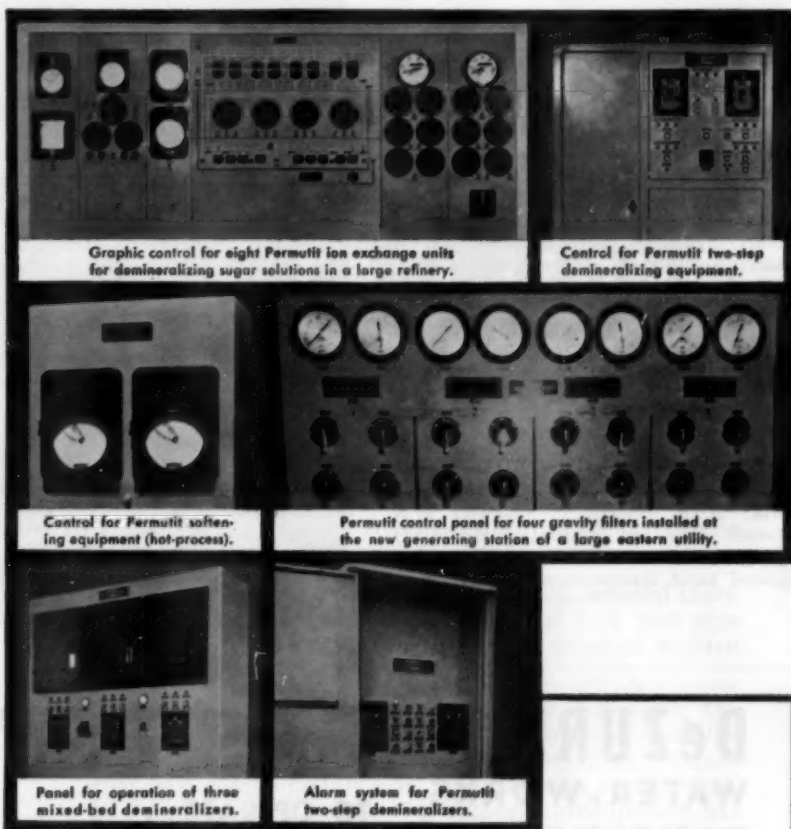 Graphic control for eight Permutit ion exchange units
for demineralizing sugar solutions in a large refinery.
Control for Permutit two-step
demineralizing equipment.
Control for Permutit soften-
ing equipment (hot-process).
Permutit control panel for four gravity filters installed at
the new generating station of a large eastern utility.
Panel for operation of three
mixed-bed demineralizers.
Alarm system for Permutit
two-step demineralizers.